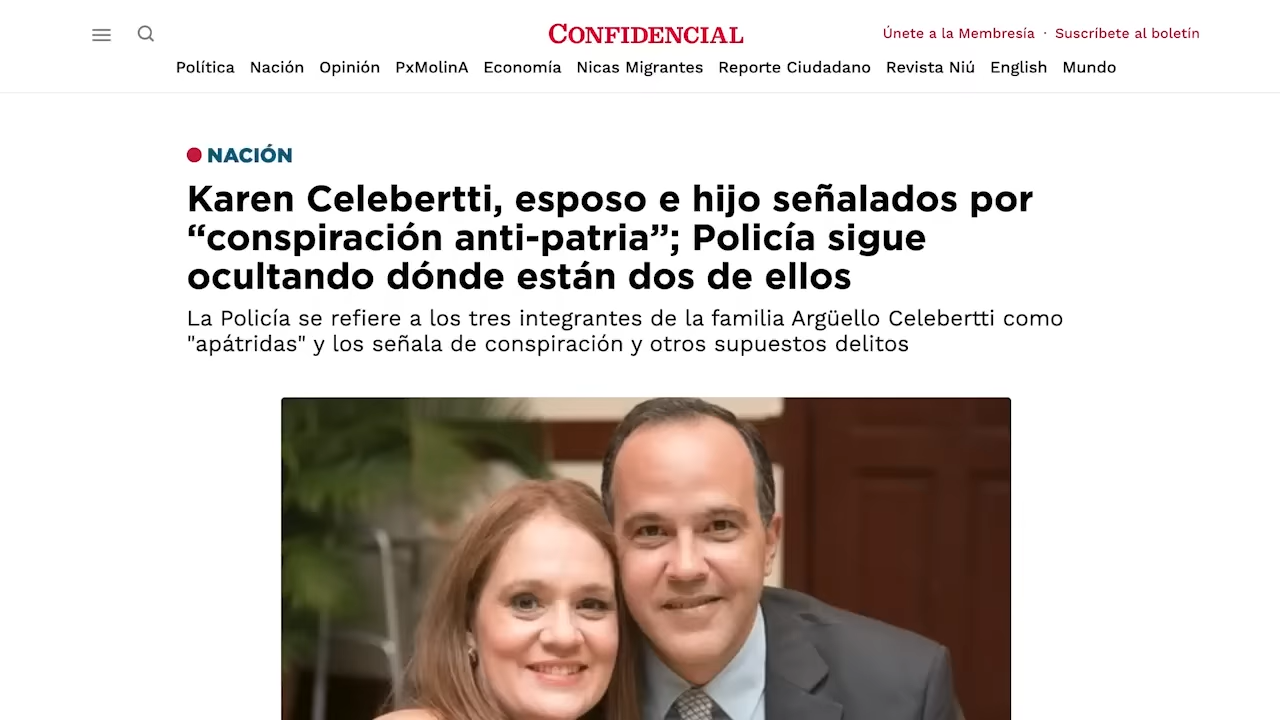 CONFIDENCIAL
Únete a la Membresía · Suscríbete al boletín
Política Nación Opinión PxMolinA Economía Nicas Migrantes Reporte Ciudadano Revista Niú English Mundo
NACIÓN
Karen Celebertti, esposo e hijo señalados por
“conspiración anti-patria”; Policía sigue
ocultando dónde están dos de ellos
La Policía se refiere a los tres integrantes de la familia Argüello Celebertti como
"apátridas" y los señala de conspiración y otros supuestos delitos